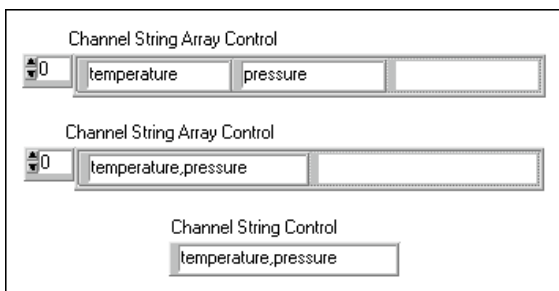 Channel String Array Control
0 temperature pressure
Channel String Array Control
0 temperature,pressure
Channel String Control
temperature,pressure